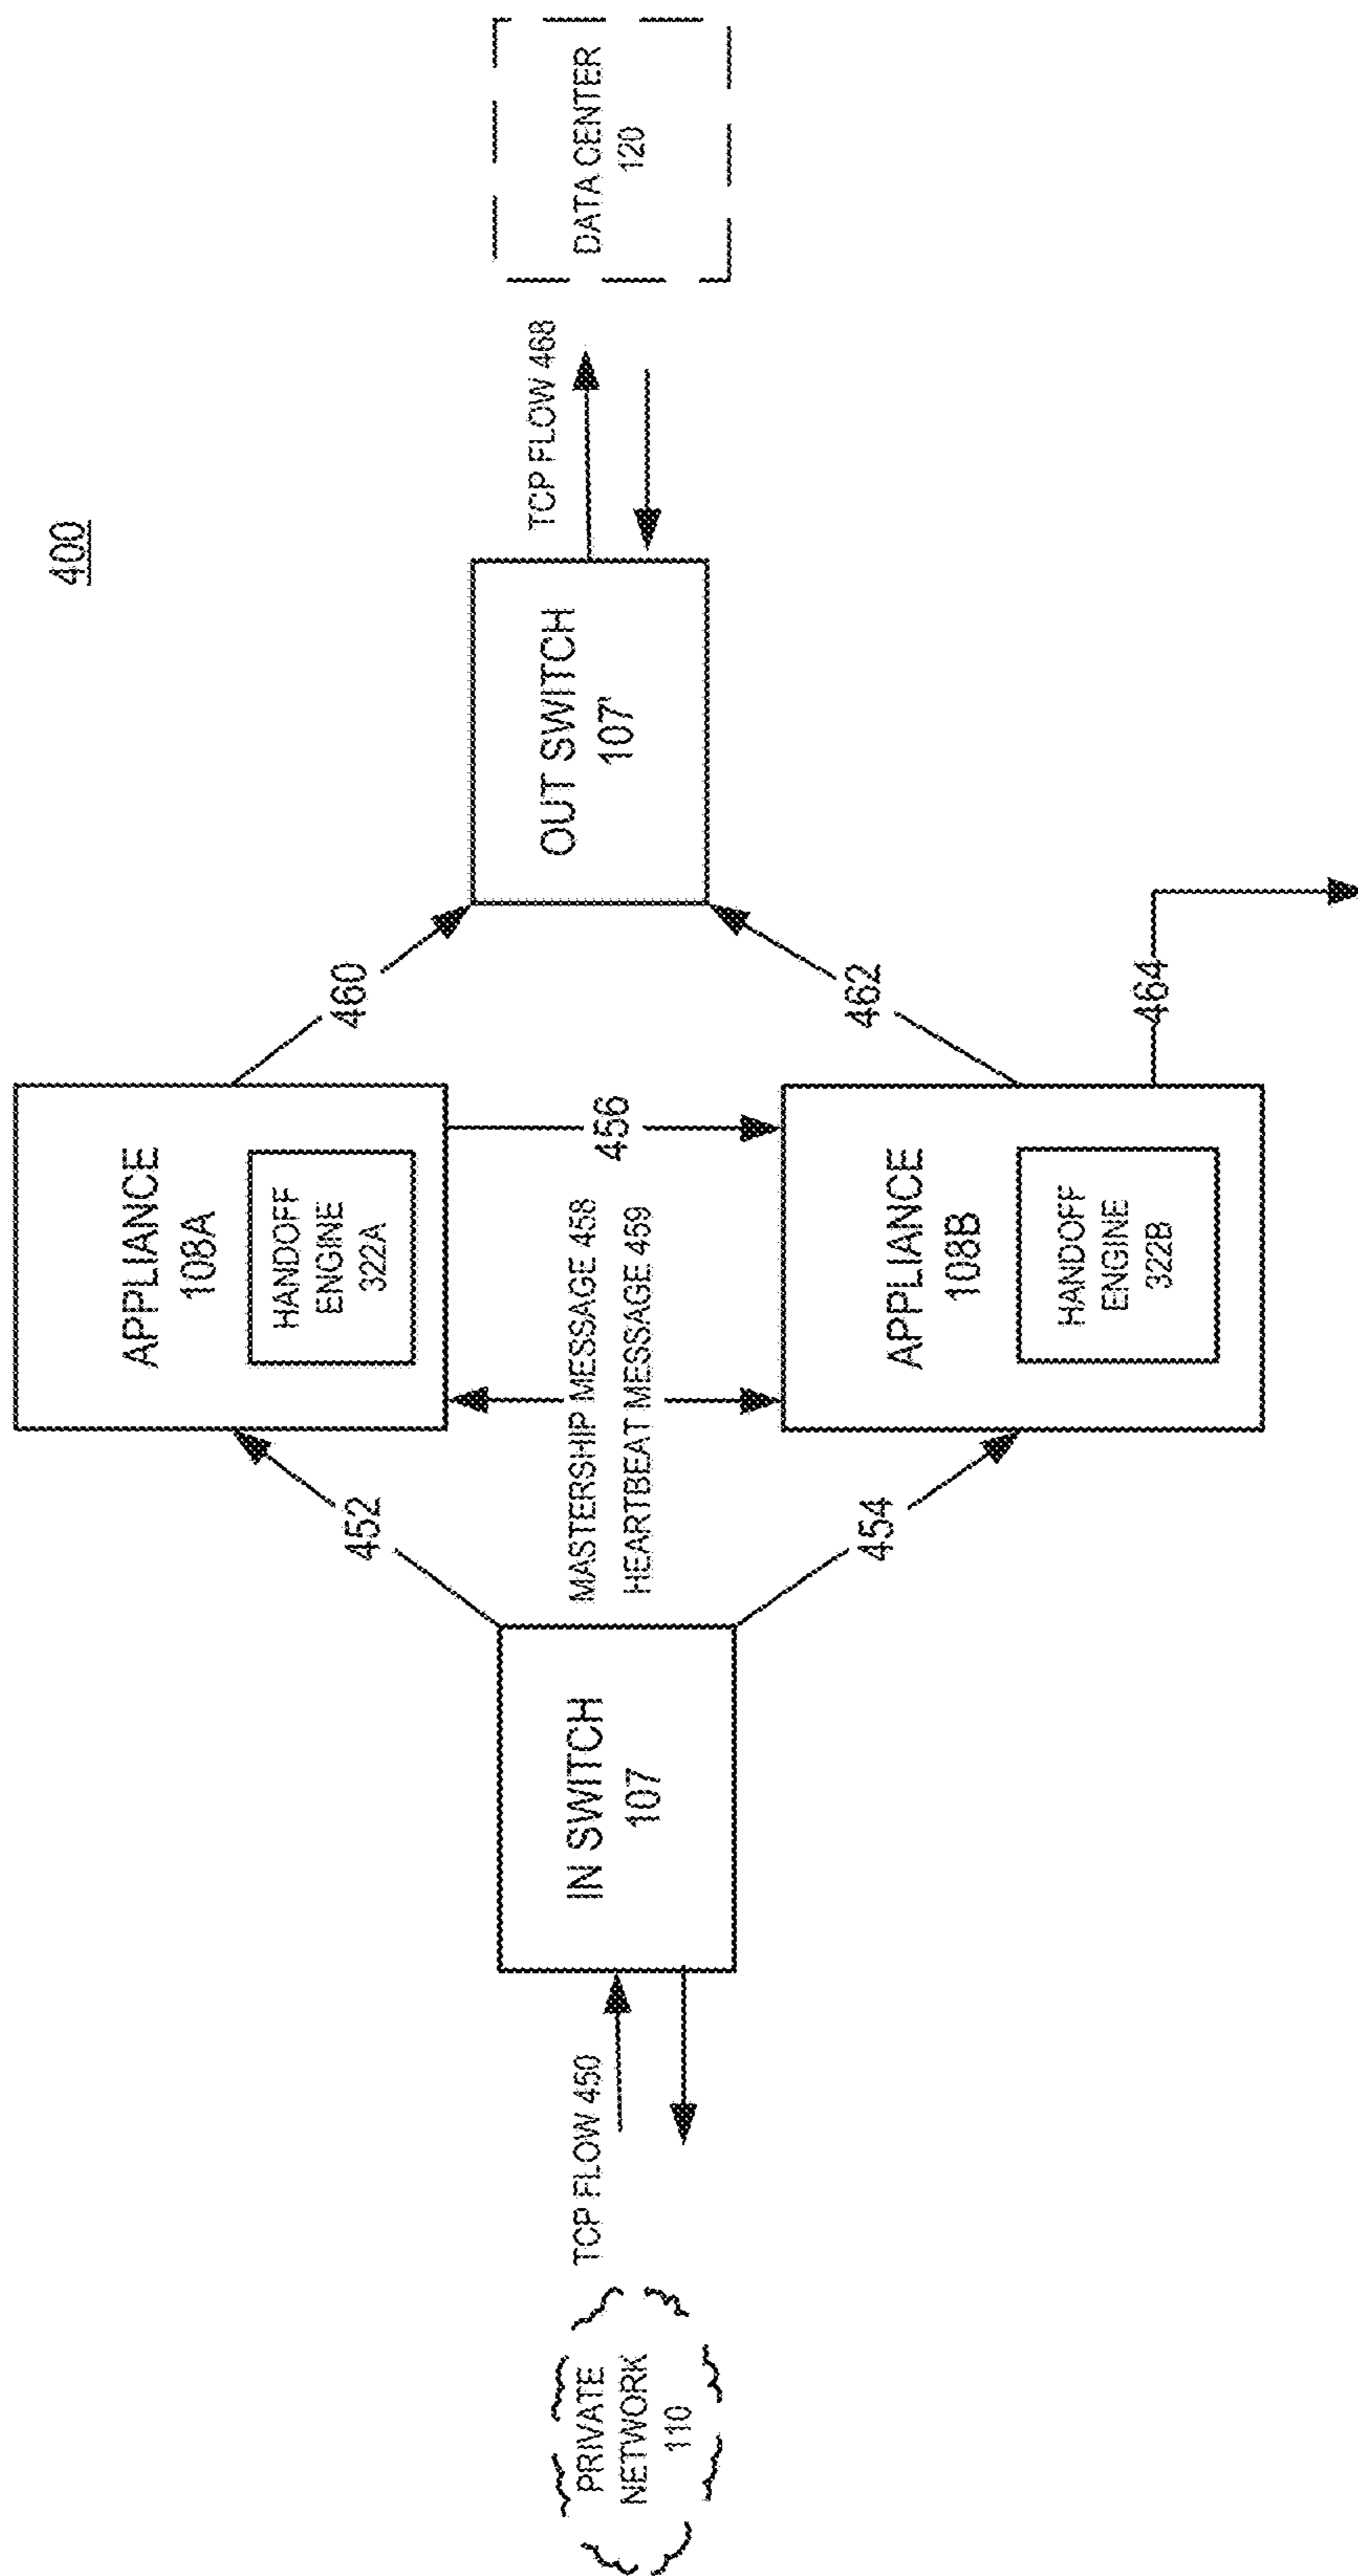 400
PRIVATE
NETWORK
110
TCP FLOW 450
IN SWITCH
107
452
454
APPLIANCE
108A
HANDOFF
ENGINE
322A
MASTERSHIP MESSAGE 458
HEARTBEAT MESSAGE 459
456
APPLIANCE
108B
HANDOFF
ENGINE
322B
460
462
464
OUT SWITCH
107'
TCP FLOW 468
DATA CENTER
120